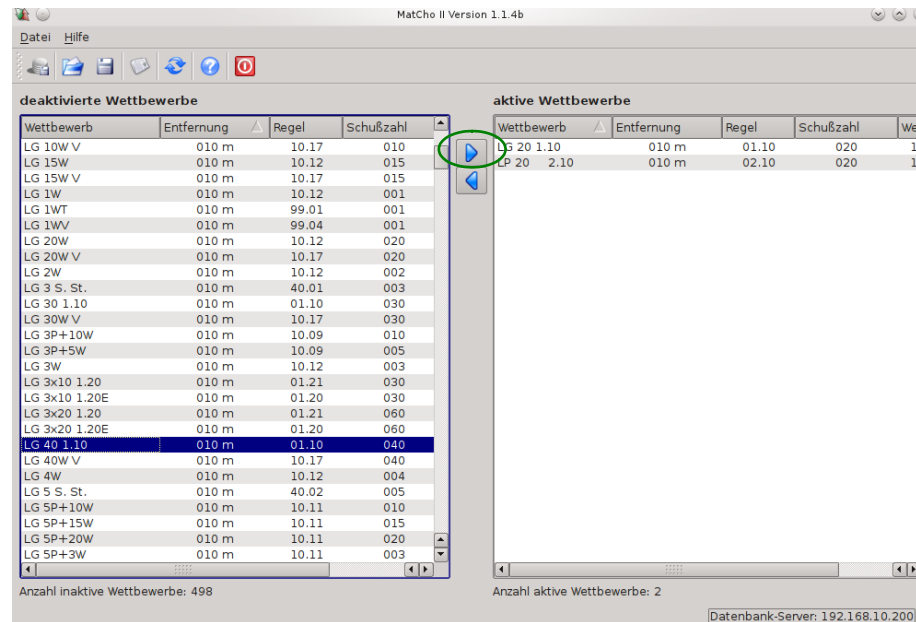 MatCho II Version 1.1.4b
Datei Hilfe
deaktivierte Wettbewerbe
Wettbewerb Entfernung Regel Schußzahl
LG 10W V 010 m 10.17 010
LG 15W 010 m 10.12 015
LG 15W V 010 m 10.17 015
LG 1W 010 m 10.12 001
LG 1WT 010 m 99.01 001
LG 1WV 010 m 99.04 001
LG 20W 010 m 10.12 020
LG 20W V 010 m 10.17 020
LG 2W 010 m 10.12 002
LG 3 S. St. 010 m 40.01 003
LG 30 1.10 010 m 01.10 030
LG 30W V 010 m 10.17 030
LG 3P+10W 010 m 10.09 010
LG 3P+5W 010 m 10.09 005
LG 3W 010 m 10.12 003
LG 3x10 1.20 010 m 01.21 030
LG 3x10 1.20E 010 m 01.20 030
LG 3x20 1.20 010 m 01.21 060
LG 3x20 1.20E 010 m 01.20 060
LG 40 1.10 010 m 01.10 040
LG 40W V 010 m 10.17 040
LG 4W 010 m 10.12 004
LG 5 S. St. 010 m 40.02 005
LG 5P+10W 010 m 10.11 010
LG 5P+15W 010 m 10.11 015
LG 5P+20W 010 m 10.11 020
LG 5P+3W 010 m 10.11 003
Anzahl inaktive Wettbewerbe: 498
aktive Wettbewerbe
Wettbewerb Entfernung Regel Schußzahl We
LG 20 1.10 010 m 01.10 020 1
LP 20 2.10 010 m 02.10 020 1
Anzahl aktive Wettbewerbe: 2
Datenbank-Server: 192.168.10.200